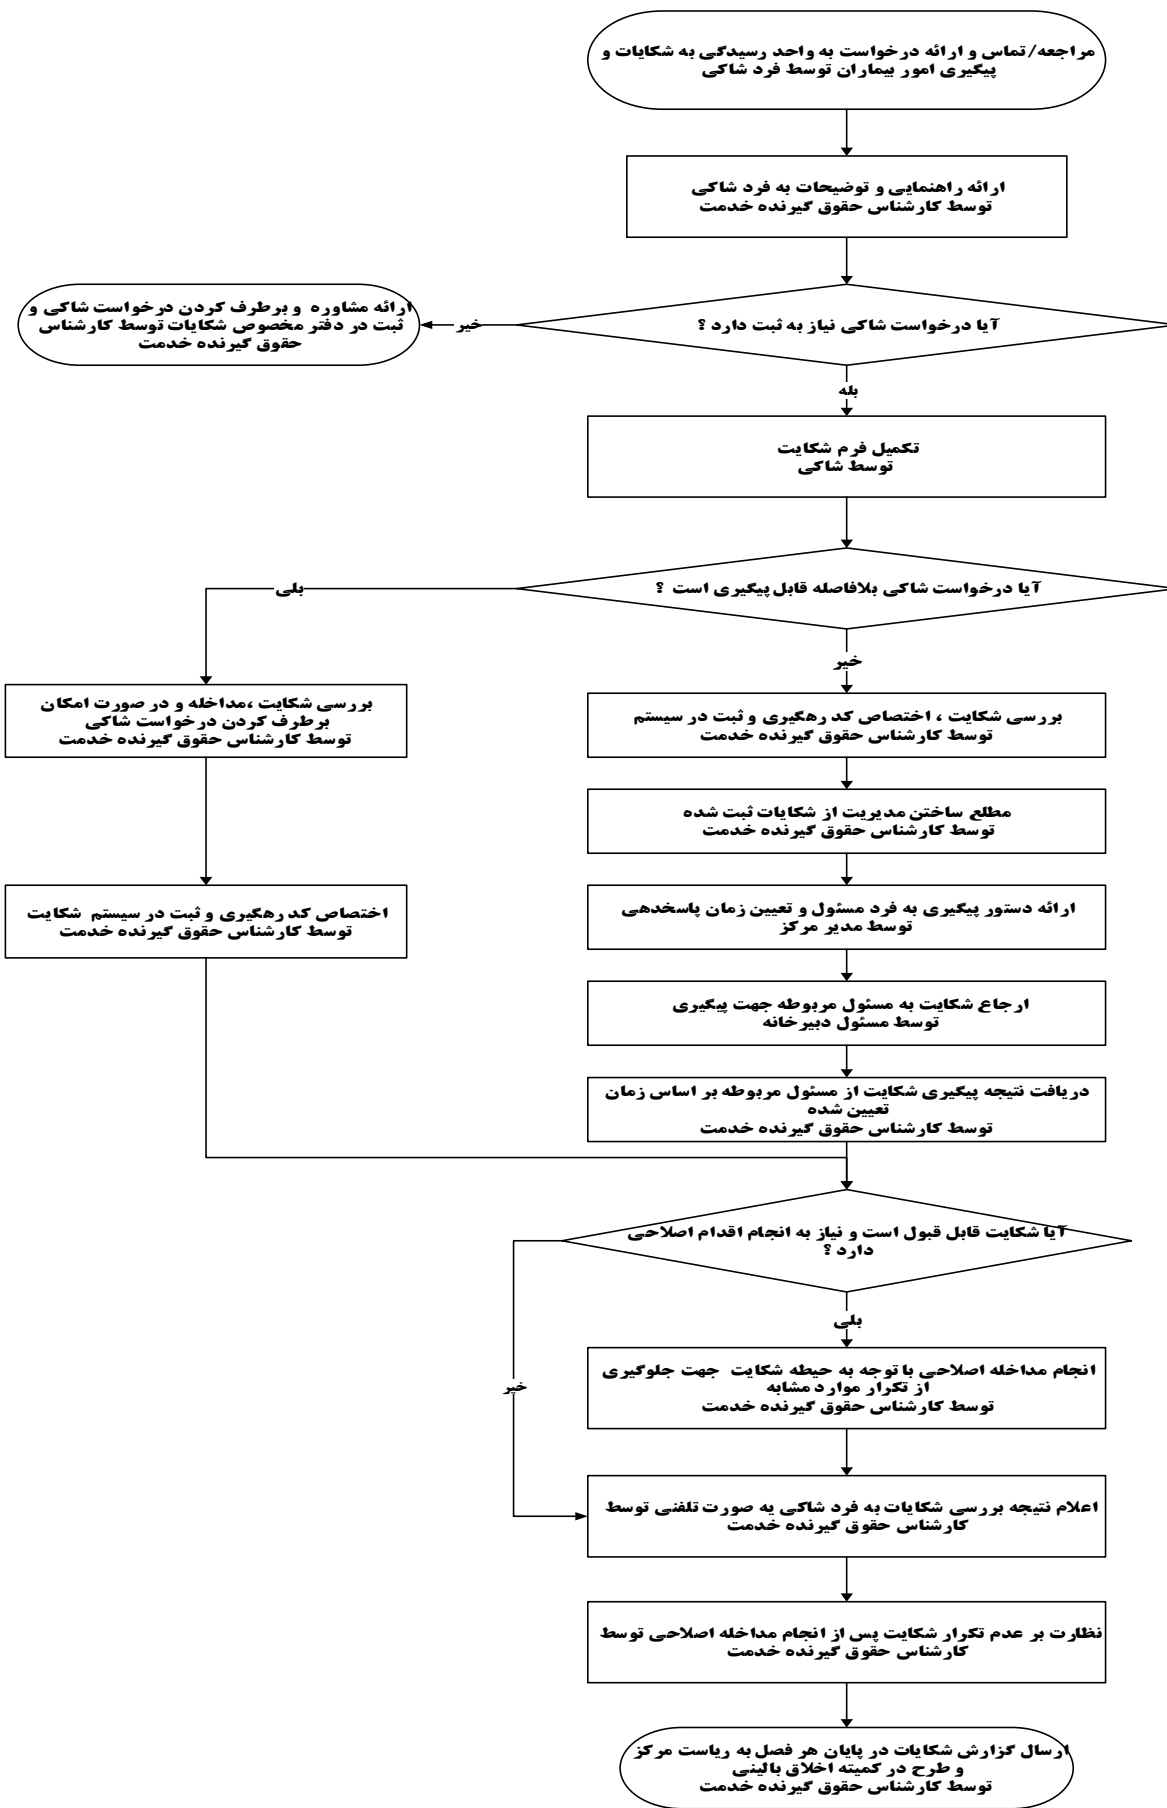 مراجعه/تماس و ارائه درخواست به واحد رسیدگی به شکایات و
پیگیری امور بیماران توسط فرد شاکی
ارائه راهنمایی و توضیحات به فرد شاکی
توسط کارشناس حقوق گیرنده خدمت
آیا درخواست شاکی نیاز به ثبت دارد ؟
خیر
ارائه مشاوره و برطرف کردن درخواست شاکی و
ثبت در دفتر مخصوص شکایات توسط کارشناس
حقوق گیرنده خدمت
بله
تکمیل فرم شکایت
توسط شاکی
آیا درخواست شاکی بلافاصله قابل پیگیری است ؟
بلی
خیر
بررسی شکایت ،مداخله و در صورت امکان
برطرف کردن درخواست شاکی
توسط کارشناس حقوق گیرنده خدمت
بررسی شکایت ، اختصاص کد رهگیری و ثبت در سیستم
توسط کارشناس حقوق گیرنده خدمت
مطلع ساختن مدیریت از شکایات ثبت شده
توسط کارشناس حقوق گیرنده خدمت
اختصاص کد رهگیری و ثبت در سیستم شکایت
توسط کارشناس حقوق گیرنده خدمت
ارائه دستور پیگیری به فرد مسئول و تعیین زمان پاسخدهی
توسط مدیر مرکز
ارجاع شکایت به مسئول مربوطه جهت پیگیری
توسط مسئول دبیرخانه
دریافت نتیجه پیگیری شکایت از مسئول مربوطه بر اساس زمان
تعیین شده
توسط کارشناس حقوق گیرنده خدمت
آیا شکایت قابل قبول است و نیاز به انجام اقدام اصلاحی
دارد ؟
بلی
خیر
انجام مداخله اصلاحی با توجه به حیطه شکایت جهت جلوگیری
از تکرار موارد مشابه
توسط کارشناس حقوق گیرنده خدمت
اعلام نتیجه بررسی شکایات به فرد شاکی به صورت تلفنی توسط
کارشناس حقوق گیرنده خدمت
نظارت بر عدم تکرار شکایت پس از انجام مداخله اصلاحی توسط
کارشناس حقوق گیرنده خدمت
ارسال گزارش شکایات در پایان هر فصل به ریاست مرکز
و طرح در کمیته اخلاق بالینی
توسط کارشناس حقوق گیرنده خدمت